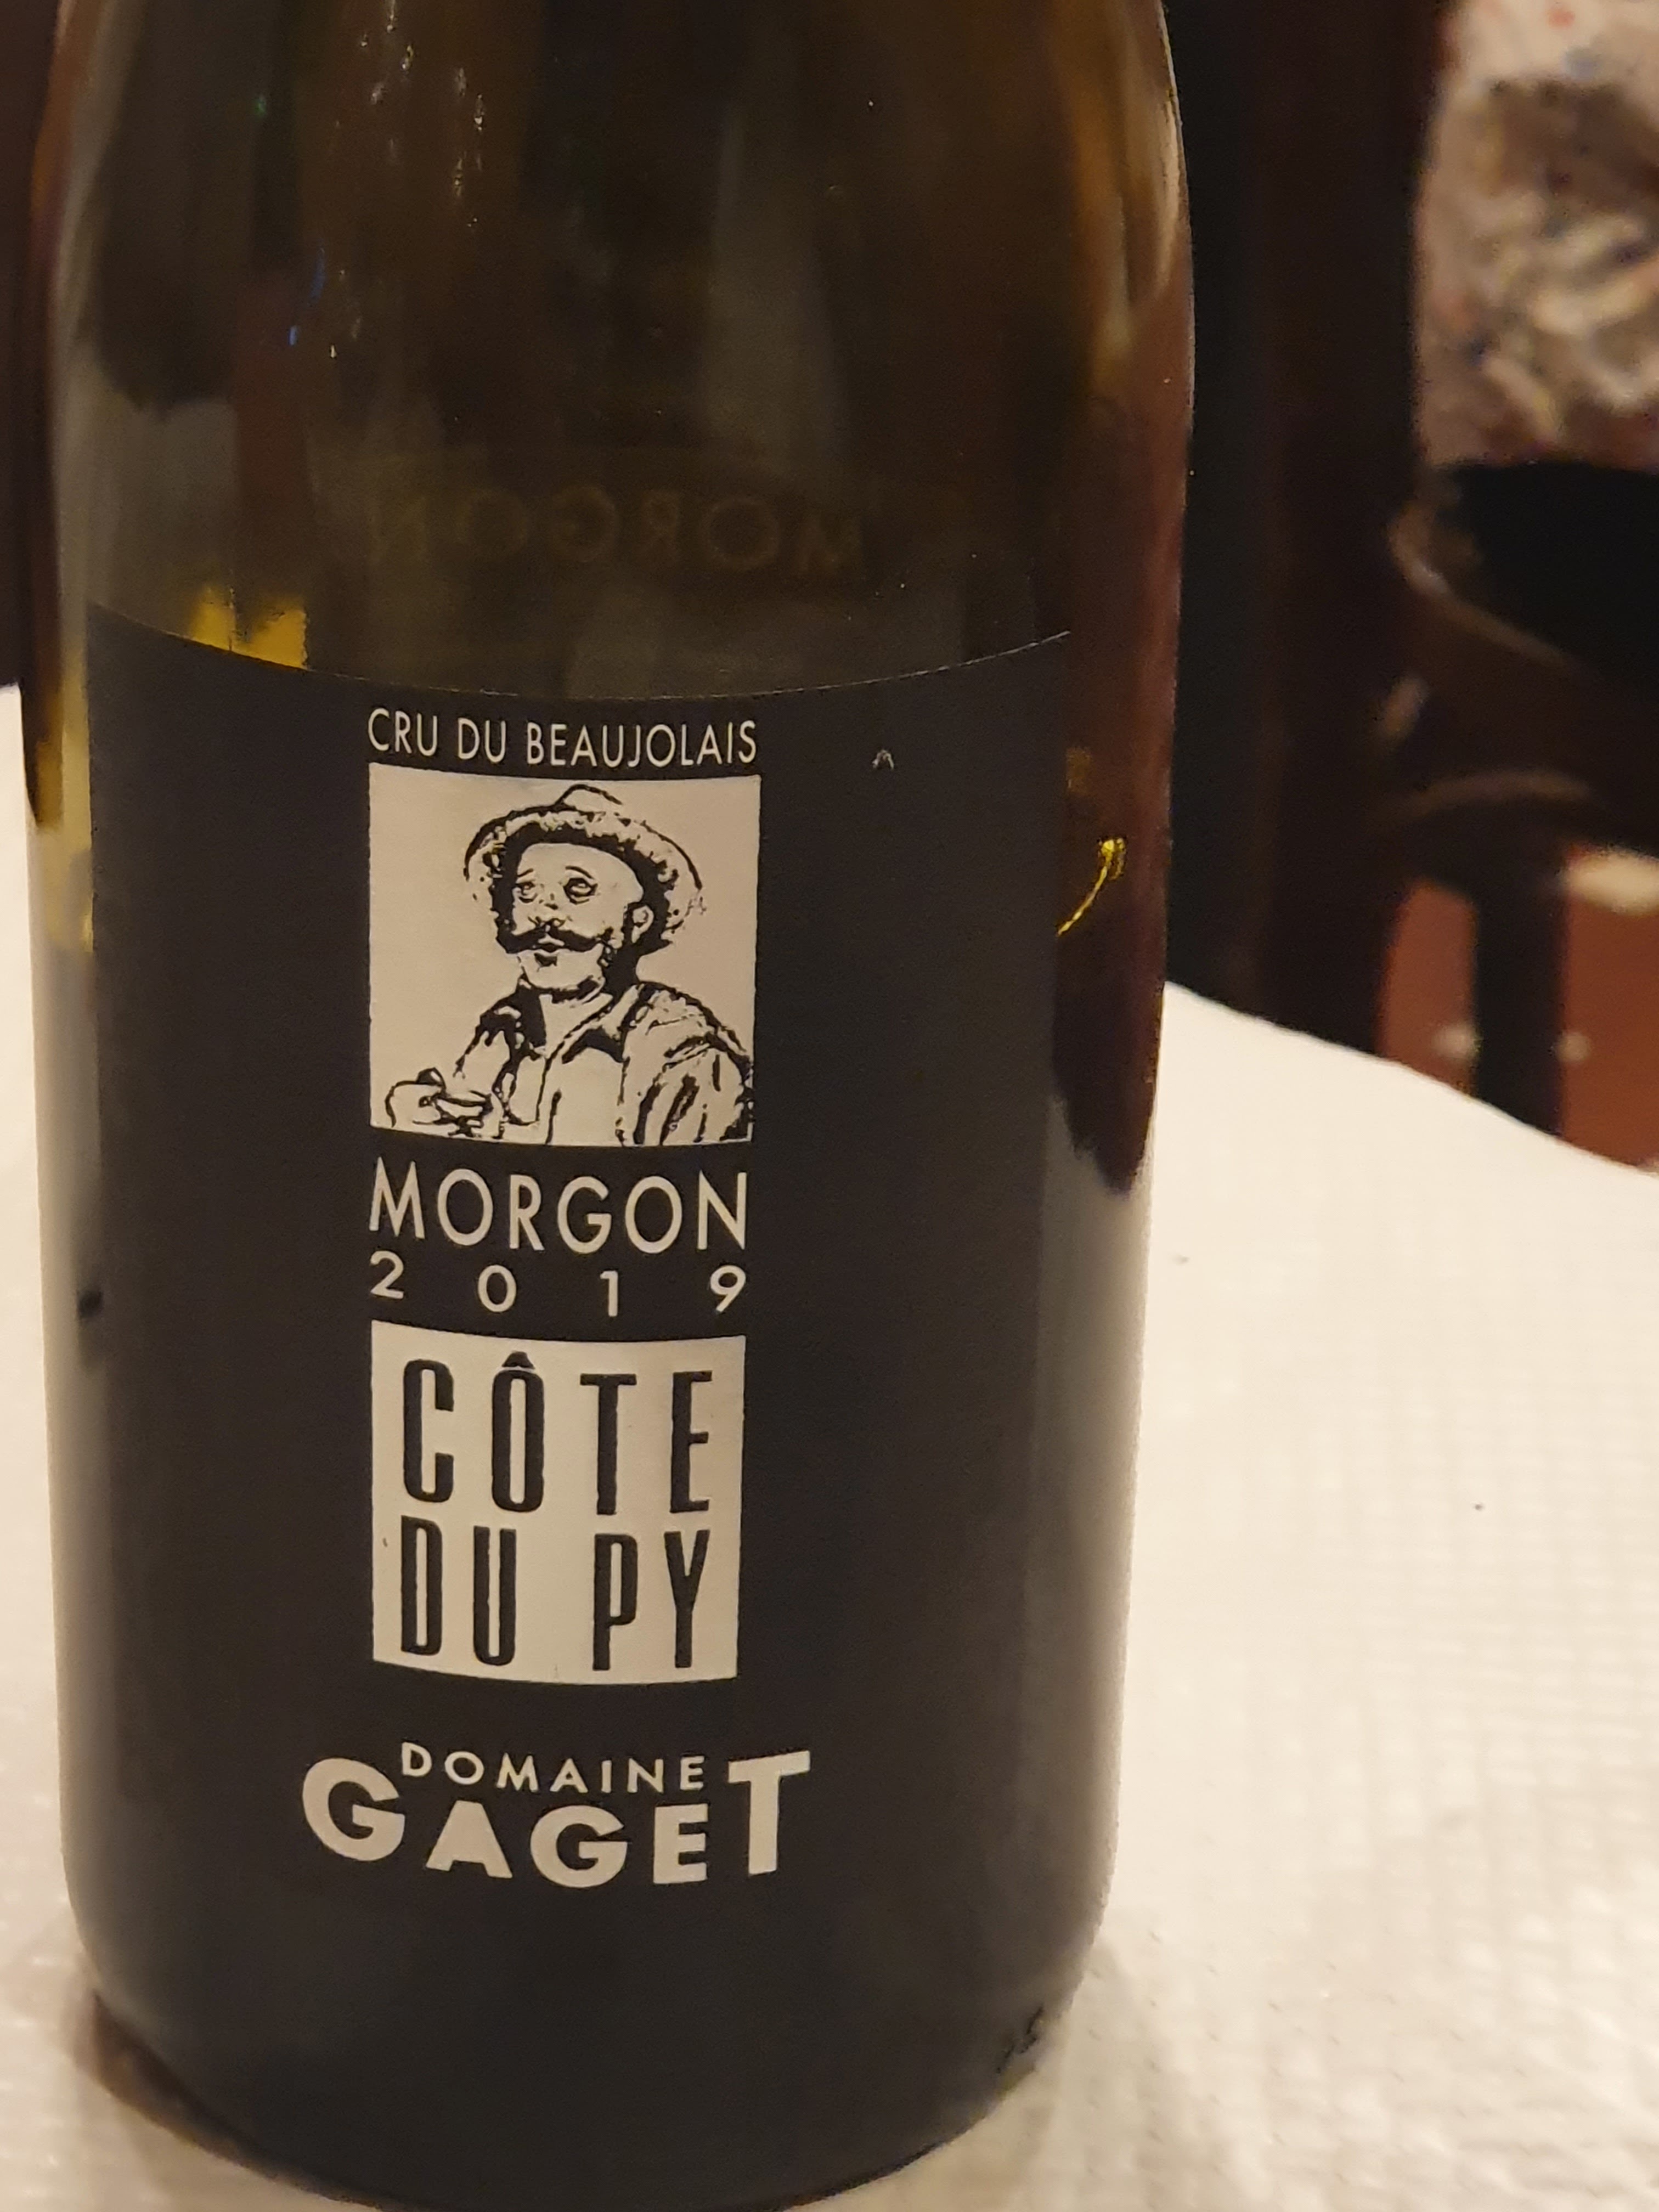 MORGON
CRU DU BEAUJOLAIS
MORGON
2019
CÔTE
DU PY
DOMAINE
GAGET